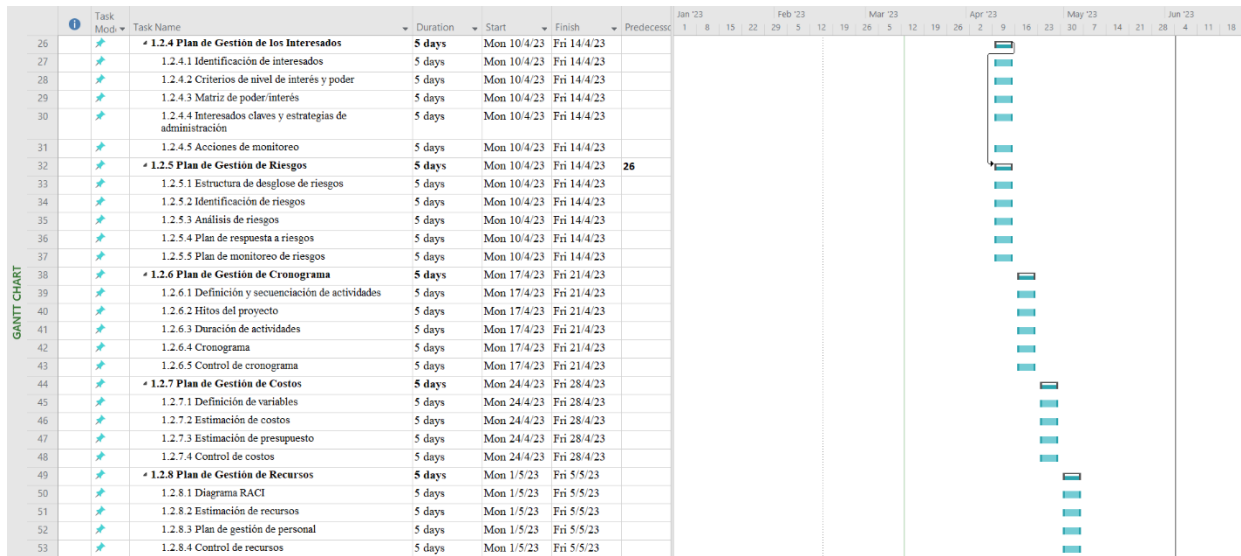 Jan '23 Feb '23 Mar '23 Apr '23 May '23 Jun '23
Task Mode Task Name Duration Start Finish Predecesso 1 8 15 22 29 5 12 19 26 5 12 19 26 2 9 16 23 30 7 14 21 28 4 11 18
26 1.2.4 Plan de Gestión de los Interesados 5 days Mon 10/4/23 Fri 14/4/23
27 1.2.4.1 Identificación de interesados 5 days Mon 10/4/23 Fri 14/4/23
28 1.2.4.2 Criterios de nivel de interés y poder 5 days Mon 10/4/23 Fri 14/4/23
29 1.2.4.3 Matriz de poder/interés 5 days Mon 10/4/23 Fri 14/4/23
30 1.2.4.4 Interesados claves y estrategias de 5 days Mon 10/4/23 Fri 14/4/23
administración
31 1.2.4.5 Acciones de monitoreo 5 days Mon 10/4/23 Fri 14/4/23
32 1.2.5 Plan de Gestión de Riesgos 5 days Mon 10/4/23 Fri 14/4/23 26
33 1.2.5.1 Estructura de desglose de riesgos 5 days Mon 10/4/23 Fri 14/4/23
34 1.2.5.2 Identificación de riesgos 5 days Mon 10/4/23 Fri 14/4/23
35 1.2.5.3 Análisis de riesgos 5 days Mon 10/4/23 Fri 14/4/23
36 1.2.5.4 Plan de respuesta a riesgos 5 days Mon 10/4/23 Fri 14/4/23
37 1.2.5.5 Plan de monitoreo de riesgos 5 days Mon 10/4/23 Fri 14/4/23
38 1.2.6 Plan de Gestión de Cronograma 5 days Mon 17/4/23 Fri 21/4/23
39 1.2.6.1 Definición y secuenciación de actividades 5 days Mon 17/4/23 Fri 21/4/23
40 1.2.6.2 Hitos del proyecto 5 days Mon 17/4/23 Fri 21/4/23
41 1.2.6.3 Duración de actividades 5 days Mon 17/4/23 Fri 21/4/23
42 1.2.6.4 Cronograma 5 days Mon 17/4/23 Fri 21/4/23
43 1.2.6.5 Control de cronograma 5 days Mon 17/4/23 Fri 21/4/23
44 1.2.7 Plan de Gestión de Costos 5 days Mon 24/4/23 Fri 28/4/23
45 1.2.7.1 Definición de variables 5 days Mon 24/4/23 Fri 28/4/23
46 1.2.7.2 Estimación de costos 5 days Mon 24/4/23 Fri 28/4/23
47 1.2.7.3 Estimación de presupuesto 5 days Mon 24/4/23 Fri 28/4/23
48 1.2.7.4 Control de costos 5 days Mon 24/4/23 Fri 28/4/23
49 1.2.8 Plan de Gestión de Recursos 5 days Mon 1/5/23 Fri 5/5/23
50 1.2.8.1 Diagrama RACI 5 days Mon 1/5/23 Fri 5/5/23
51 1.2.8.2 Estimación de recursos 5 days Mon 1/5/23 Fri 5/5/23
52 1.2.8.3 Plan de gestión de personal 5 days Mon 1/5/23 Fri 5/5/23
53 1.2.8.4 Control de recursos 5 days Mon 1/5/23 Fri 5/5/23
GANTT CHART